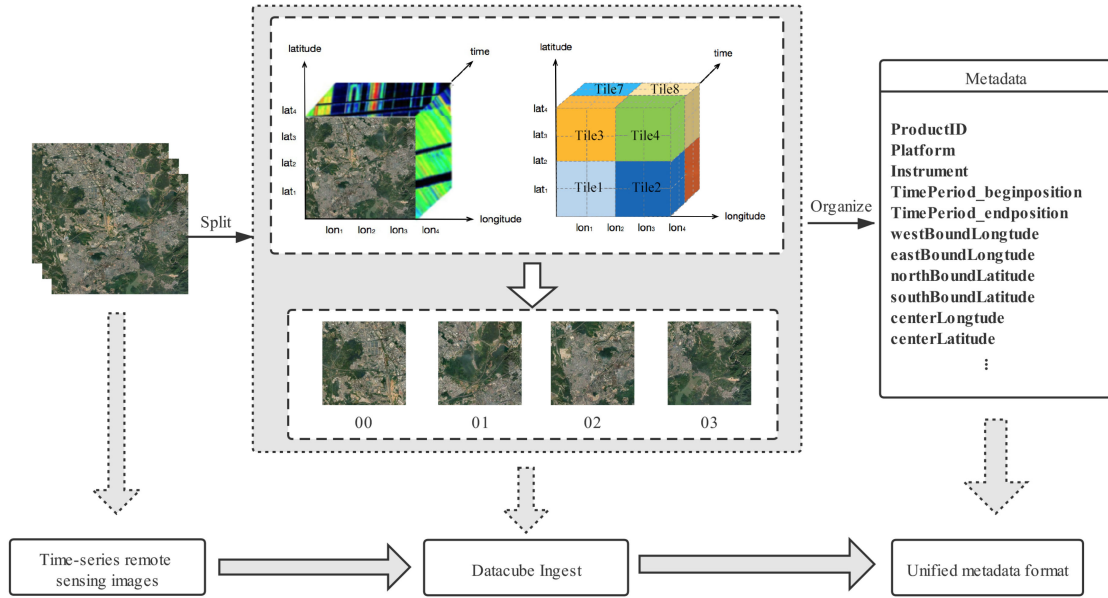 latitude
time
lat₄
lat₃
lat₂
lat₁
longitude
lon₁ lon₂ lon₃ lon₄
latitude
time
Tile7 Tile8
lat₄
Tile3 Tile4
lat₃
lat₂
Tile1 Tile2
lat₁
longitude
lon₁ lon₂ lon₃ lon₄
Split
Organize
00 01 02 03
Metadata
ProductID
Platform
Instrument
TimePeriod_beginposition
TimePeriod_endposition
westBoundLongtude
eastBoundLongtude
northBoundLatitude
southBoundLatitude
centerLongtude
centerLatitude
⋮
Time-series remote
sensing images
Datacube Ingest
Unified metadata format